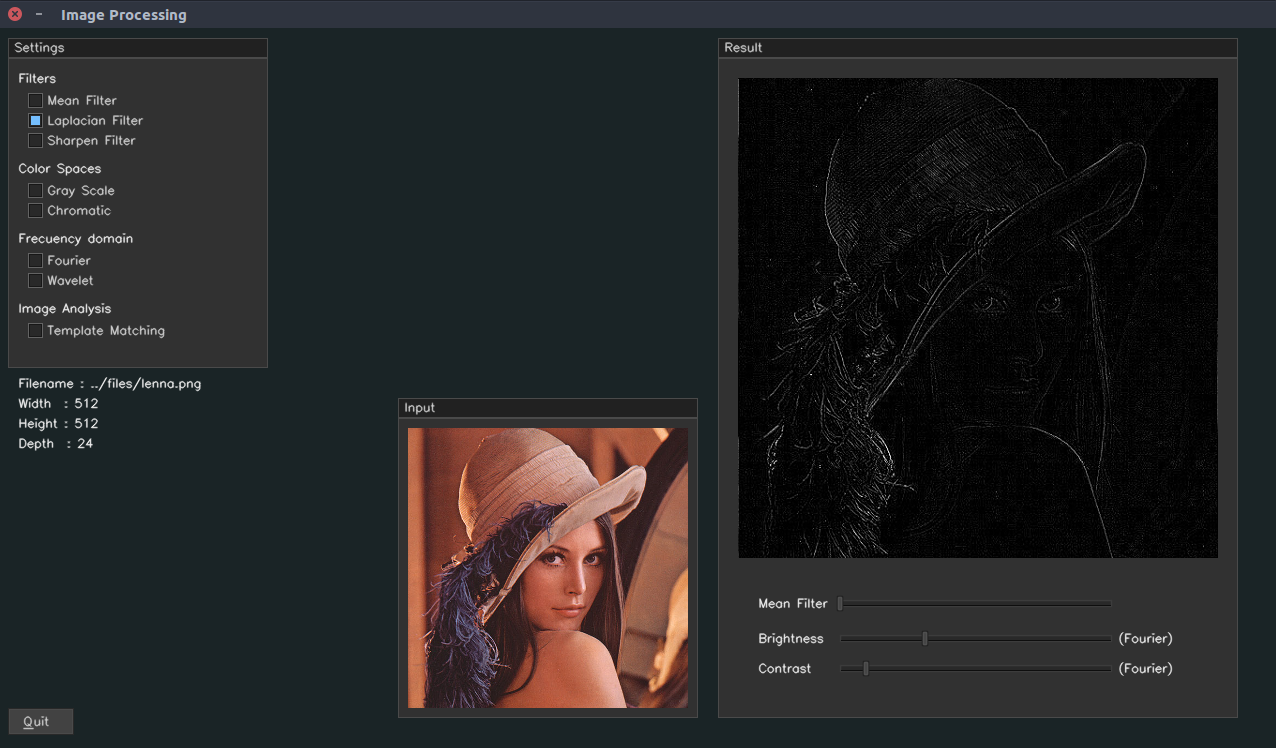 Image Processing
Settings
Filters
Mean Filter
Laplacian Filter
Sharpen Filter
Color Spaces
Gray Scale
Chromatic
Frecuency domain
Fourier
Wavelet
Image Analysis
Template Matching
Filename : ../files/lenna.png
Width : 512
Height : 512
Depth : 24
Quit
Input
Result
Mean Filter
Brightness (Fourier)
Contrast (Fourier)